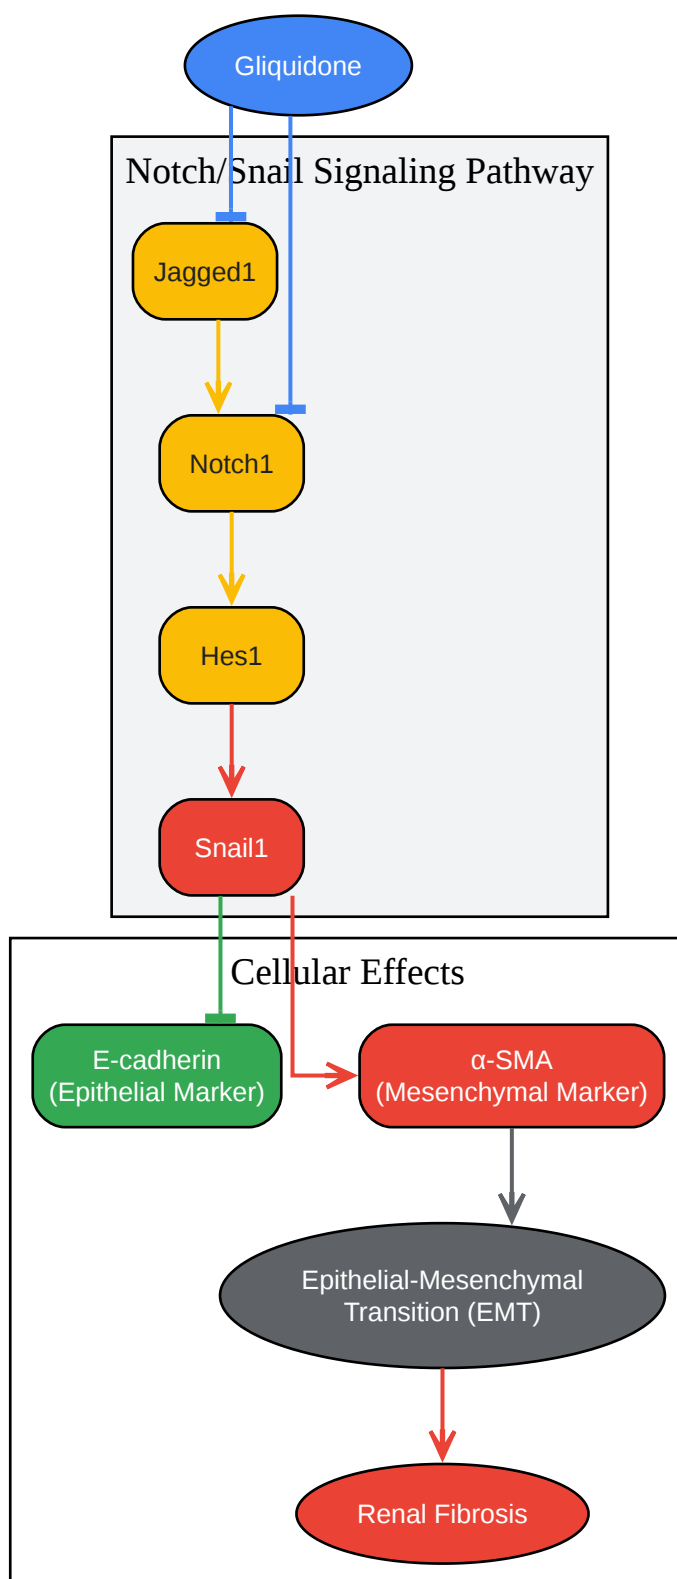 Gliquidone
Notch/Snail Signaling Pathway
Jagged1
Notch1
Hes1
Snail1
Cellular Effects
E-cadherin
(Epithelial Marker)
α-SMA
(Mesenchymal Marker)
Epithelial-Mesenchymal
Transition (EMT)
Renal Fibrosis